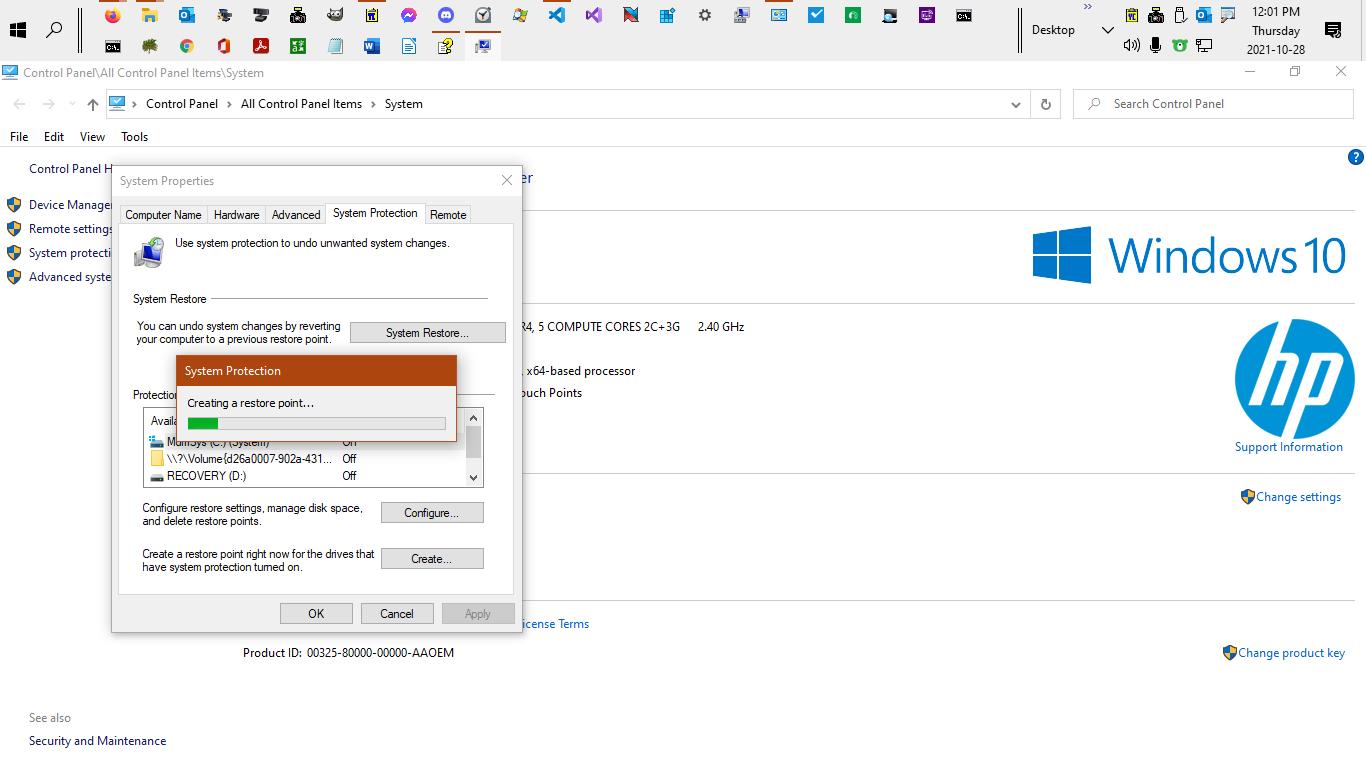 12:01 PM
Desktop
Thursday
2021-10-28
Control Panel\All Control Panel Items\System
Control Panel
All Control Panel Items
System
Search Control Panel
File
Edit
View
Tools
Control Panel H
System Properties
er
Device Manage
Computer Name
Hardware
Advanced
System Protection
Remote
Remote settings
Use system protection to undo unwanted system changes.
System protecti
Advanced syste
Windows 10
System Restore
You can undo system changes by reverting
your computer to a previous restore point.
System Restore...
R4, 5 COMPUTE CORES 2C+3G
2.40 GHz
System Protection
, x64-based processor
Protection
Creating a restore point...
ouch Points
hp
Availa
MumSys (C:) (System)
\\?\Volume{d26a0007-902a-431...
Off
RECOVERY (D:)
Off
Support Information
Configure restore settings, manage disk space,
and delete restore points.
Configure...
Change settings
Create a restore point right now for the drives that
have system protection turned on.
Create...
OK
Cancel
Apply
icense Terms
Product ID: 00325-80000-00000-AAOEM
Change product key
See also
Security and Maintenance